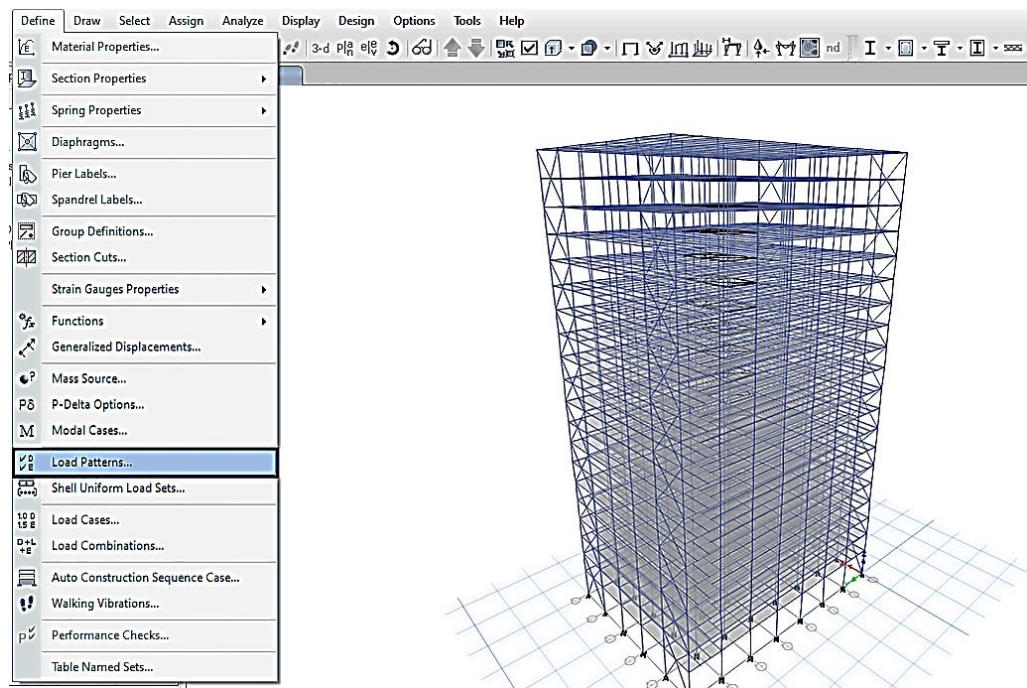 Define Draw Select Assign Analyze Display Design Options Tools Help
3-d nd
Material Properties...
Section Properties
Spring Properties
Diaphragms...
Pier Labels...
Spandrel Labels...
Group Definitions...
Section Cuts...
Strain Gauges Properties
Functions
Generalized Displacements...
Mass Source...
Pδ P-Delta Options...
M Modal Cases...
Load Patterns...
Shell Uniform Load Sets...
Load Cases...
Load Combinations...
Auto Construction Sequence Case...
Walking Vibrations...
Performance Checks...
Table Named Sets...